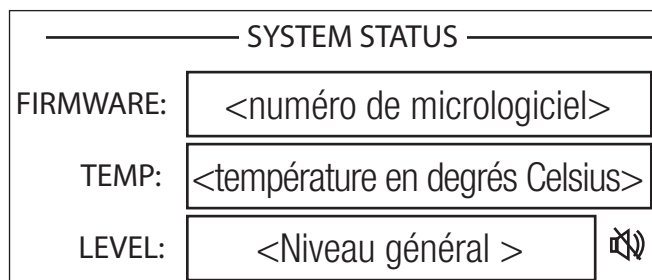 SYSTEM STATUS
FIRMWARE: <numéro de micrologiciel>
TEMP: <température en degrés Celsius>
LEVEL: <Niveau général >